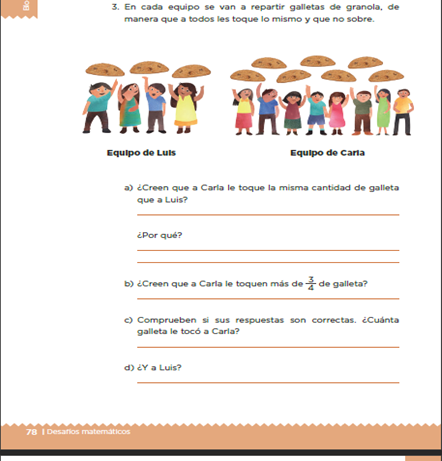 3. En cada equipo se van a repartir galletas de granola, de
manera que a todos les toque lo mismo y que no sobre.
Equipo de Luis
Equipo de Carla
a) ¿Creen que a Carla le toque la misma cantidad de galleta
que a Luis?
¿Por qué?
b) ¿Creen que a Carla le toquen más de 3/4 de galleta?
c) Comprueben si sus respuestas son correctas. ¿Cuánta
galleta le tocó a Carla?
d) ¿Y a Luis?
78 | Desafíos matemáticos